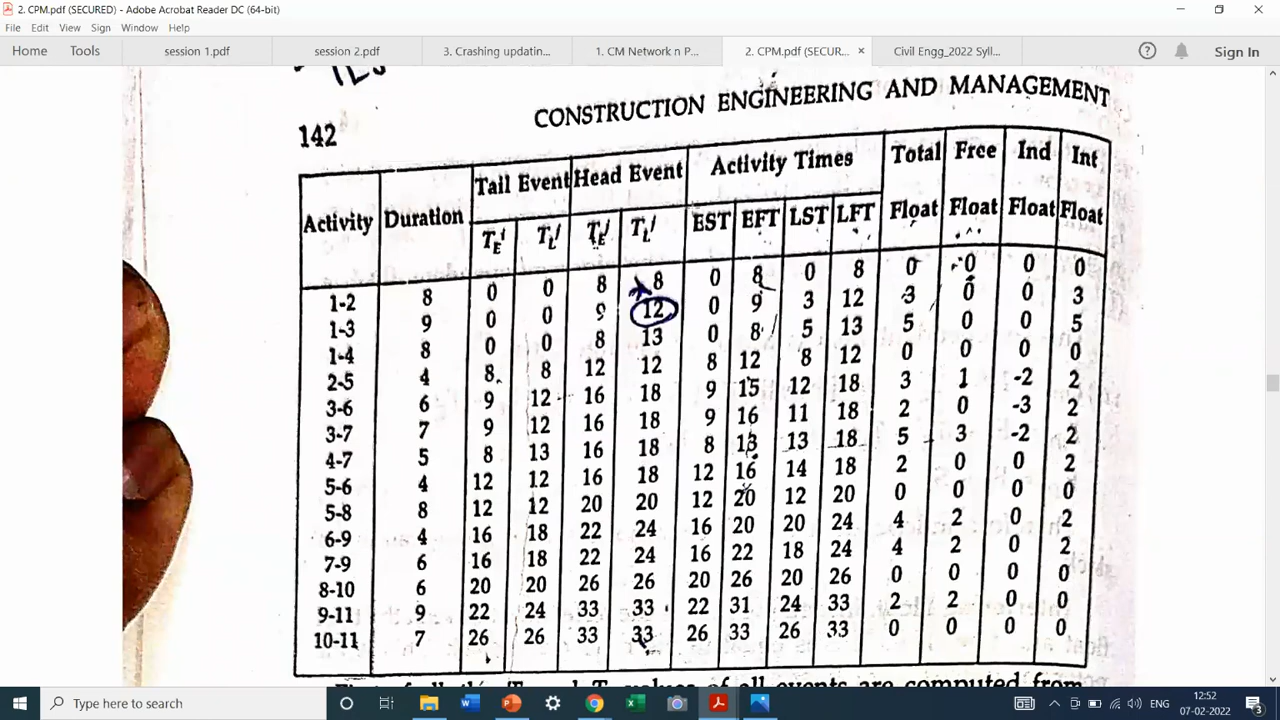 2. CPM.pdf (SECURED) - Adobe Acrobat Reader DC (64-bit)
File Edit View Sign Window Help
Home Tools session 1.pdf session 2.pdf 3. Crashing updatin... 1. CM Network n P... 2. CPM.pdf (SECUR... Civil Engg_2022 Syll... Sign In
CONSTRUCTION ENGINEERING AND MANAGEMENT
142
Activity Duration Tail Event Head Event Activity Times Total Float Free Float Ind Float Int Float
TE TL TE TL EST EFT LST LFT
1-2 8 0 0 8 8 0 8 0 8 0 0 0 0
1-3 9 0 0 9 12 0 9 3 12 3 0 0 3
1-4 8 0 0 8 13 0 8 5 13 5 0 0 5
2-5 4 8 8 12 12 8 12 8 12 0 0 0 0
3-6 6 9 12 16 18 9 15 12 18 3 1 -2 2
3-7 7 9 12 16 18 9 16 11 18 2 0 -3 2
4-7 5 8 13 16 18 8 13 13 18 5 3 -2 2
5-6 4 12 12 16 18 12 16 14 18 2 0 0 2
5-8 8 12 12 20 20 12 20 12 20 0 0 0 0
6-9 4 16 18 22 24 16 20 20 24 4 2 0 2
7-9 6 16 18 22 24 16 22 18 24 4 2 0 2
8-10 6 20 20 26 26 20 26 20 26 0 0 0 0
9-11 9 22 24 33 33 22 31 24 33 2 2 0 0
10-11 7 26 26 33 33 26 33 26 33 0 0 0 0
values of all events are computed from
Type here to search
ENG 12:52
07-02-2022
3